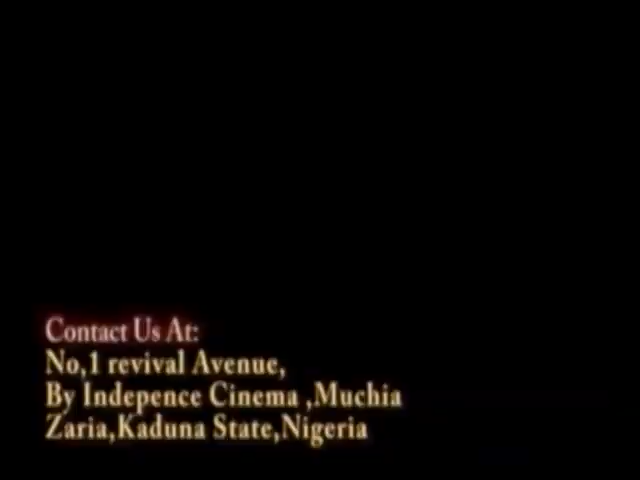 Contact Us At:
No,1 revival Avenue,
By Indepence Cinema ,Muchia
Zaria,Kaduna State,Nigeria